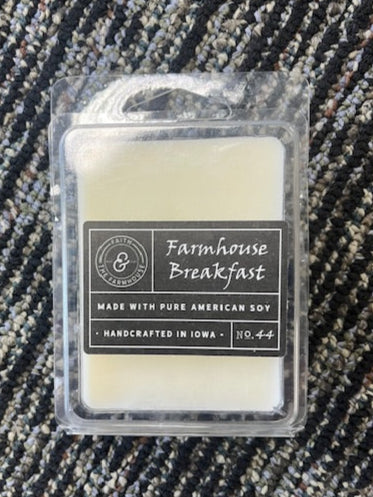 FAITH
&
THE FARMHOUSE
Farmhouse
Breakfast
MADE WITH PURE AMERICAN SOY
· HANDCRAFTED IN IOWA ·
NO. 44